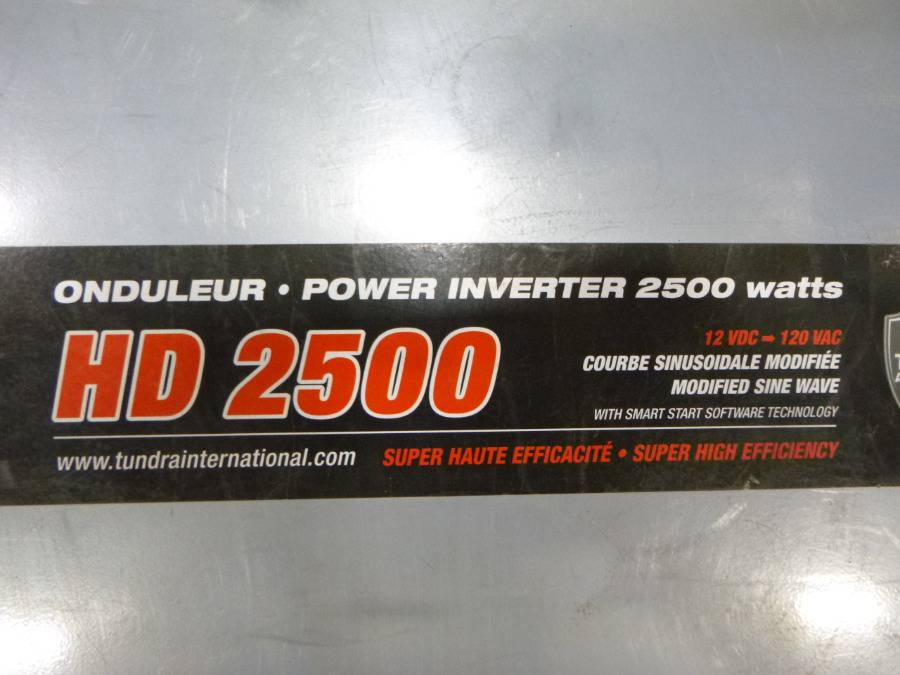 ONDULEUR • POWER INVERTER 2500 watts
HD 2500
12 VDC ➡ 120 VAC
COURBE SINUSOIDALE MODIFIÉE
MODIFIED SINE WAVE
WITH SMART START SOFTWARE TECHNOLOGY
www.tundrainternational.com
SUPER HAUTE EFFICACITÉ • SUPER HIGH EFFICIENCY